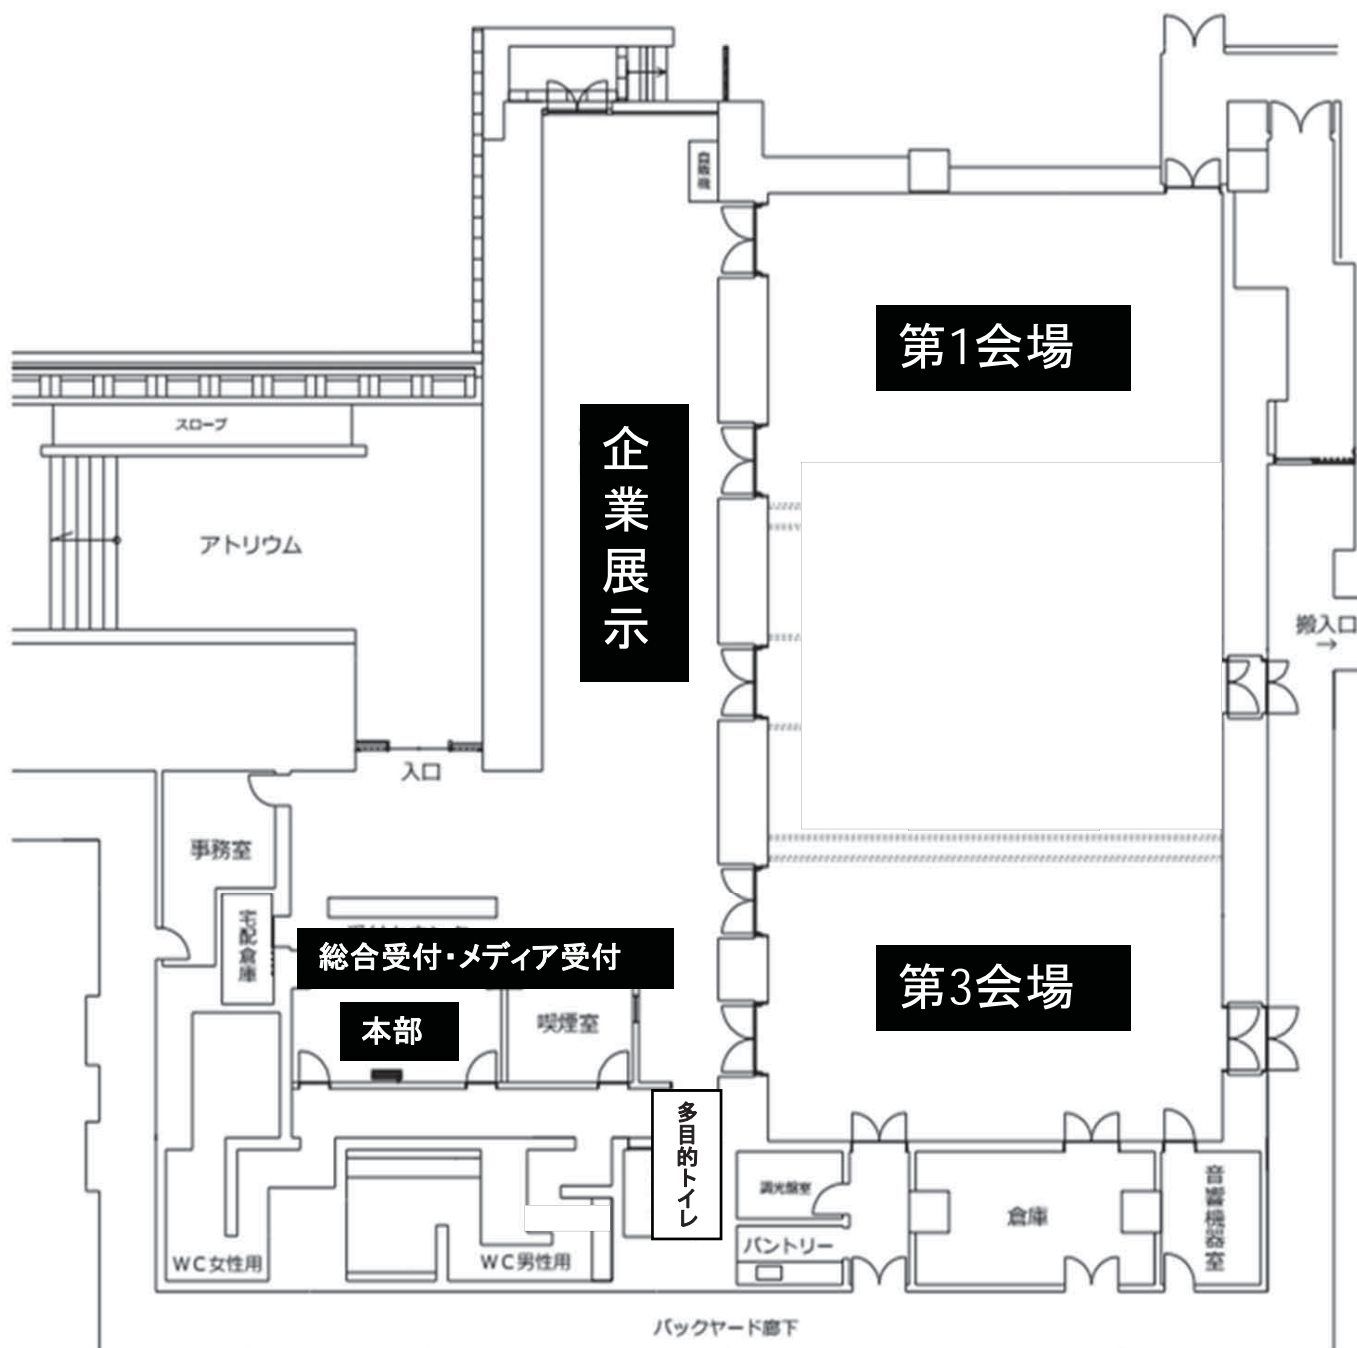 自販機
第1会場
スロープ
企業展示
アトリウム
搬入口
→
入口
事務室
宅配倉庫
総合受付・メディア受付
第3会場
本部
喫煙室
多目的トイレ
調光盤室
倉庫
音響機器室
パントリー
WC女性用
WC男性用
バックヤード廊下